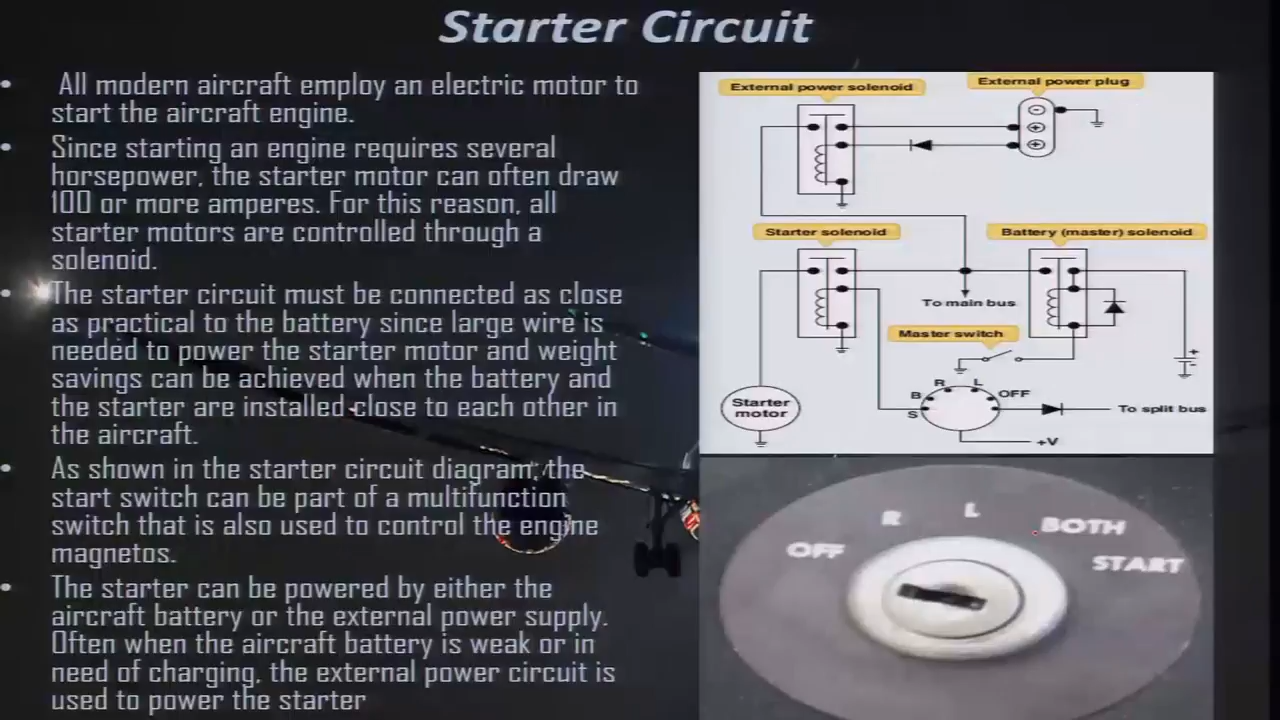 Starter Circuit
• All modern aircraft employ an electric motor to
start the aircraft engine.
• Since starting an engine requires several
horsepower, the starter motor can often draw
100 or more amperes. For this reason, all
starter motors are controlled through a
solenoid.
• The starter circuit must be connected as close
as practical to the battery since large wire is
needed to power the starter motor and weight
savings can be achieved when the battery and
the starter are installed close to each other in
the aircraft.
• As shown in the starter circuit diagram, the
start switch can be part of a multifunction
switch that is also used to control the engine
magnetos.
• The starter can be powered by either the
aircraft battery or the external power supply.
Often when the aircraft battery is weak or in
need of charging, the external power circuit is
used to power the starter
External power solenoid
External power plug
Starter solenoid
Battery (master) solenoid
To main bus
Master switch
R L
B OFF
S
Starter
motor
To split bus
+V
OFF R L BOTH START